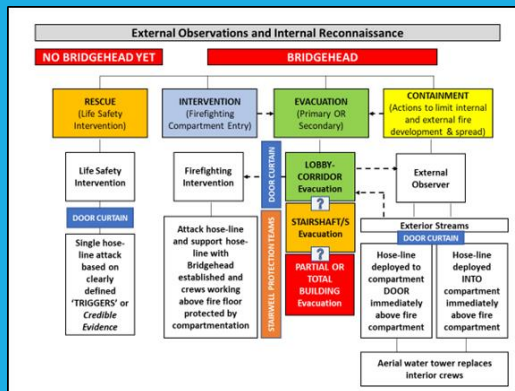 External Observations and Internal Reconnaissance
NO BRIDGEHEAD YET
BRIDGEHEAD
RESCUE
(Life Safety
Intervention)
INTERVENTION
(Firefighting
Compartment Entry)
EVACUATION
(Primary OR
Secondary)
CONTAINMENT
(Actions to limit internal
and external fire
development & spread)
Life Safety
Intervention
Firefighting
Intervention
DOOR CURTAIN
LOBBY-
CORRIDOR
Evacuation
External
Observer
DOOR CURTAIN
Single hose-
line attack
based on
clearly
defined
‘TRIGGERS’ or
Credible
Evidence
Attack hose-line
and support hose-
line with
Bridgehead
established and
crews working
above fire floor
protected by
compartmentation
STAIRWELL PROTECTION TEAMS
?
STAIRSHAFT/S
Evacuation
?
PARTIAL OR
TOTAL
BUILDING
Evacuation
Exterior Streams
DOOR CURTAIN
Hose-line
deployed to
compartment
DOOR
immediately
above fire
compartment
Hose-line
deployed
INTO
compartment
immediately
above fire
compartment
Aerial water tower replaces
interior crews